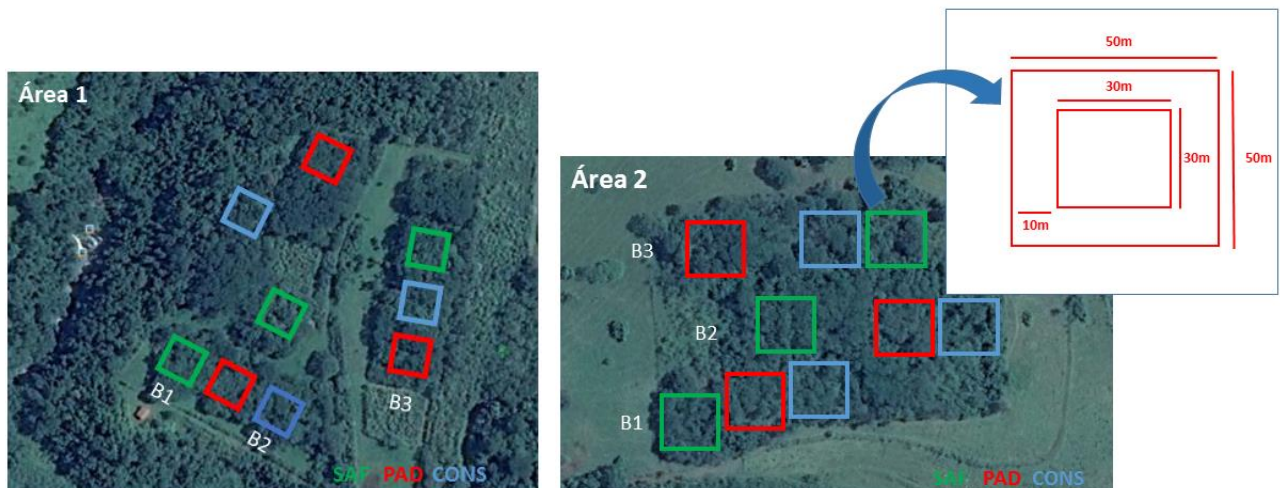 Área 1
B1
B2
B3
SAF PAD CONS
Área 2
B3
B2
B1
SAF PAD CONS
50m
30m
30m
50m
10m